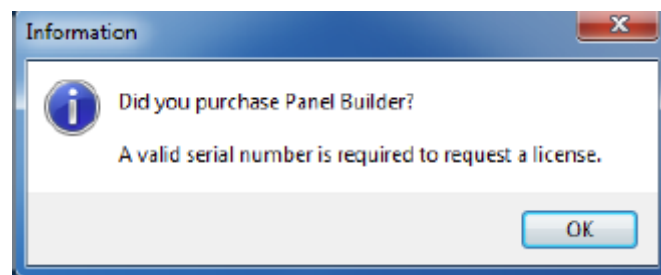 Information
Did you purchase Panel Builder?
A valid serial number is required to request a license.
OK